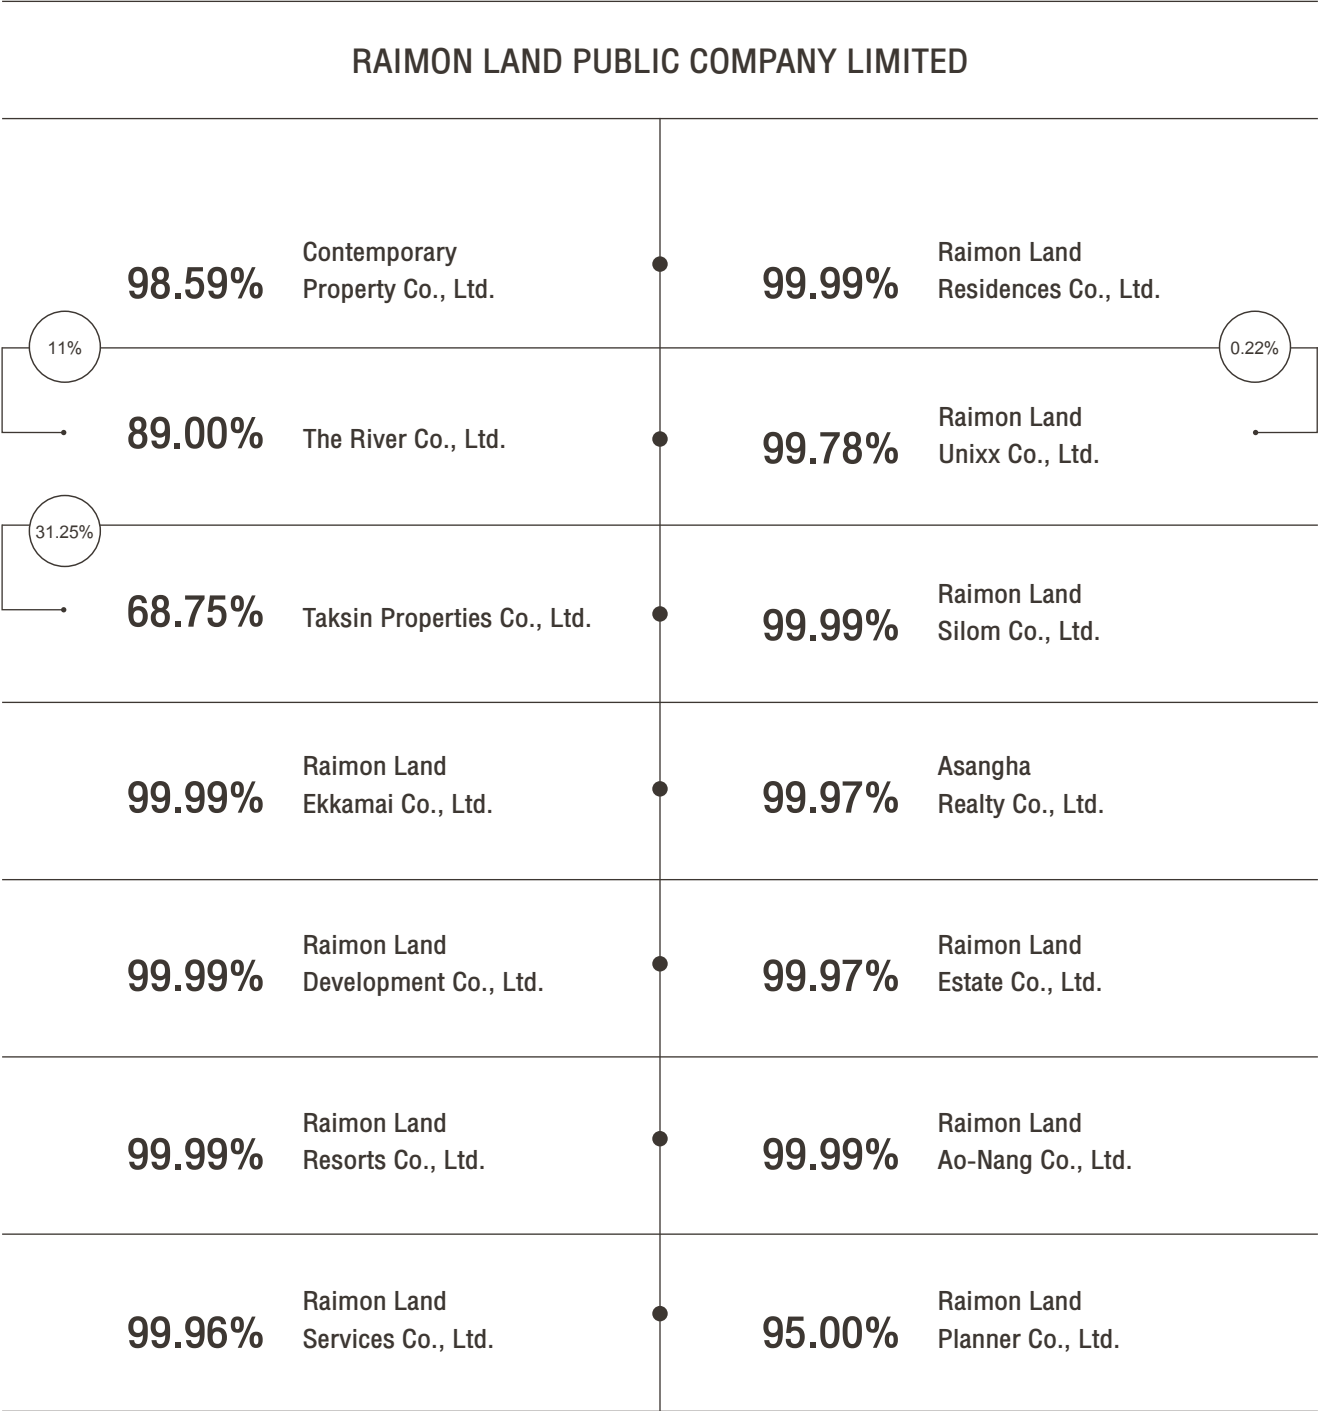 RAIMON LAND PUBLIC COMPANY LIMITED
98.59%
Contemporary
Property Co., Ltd.
99.99%
Raimon Land
Residences Co., Ltd.
11%
0.22%
89.00%
The River Co., Ltd.
99.78%
Raimon Land
Unixx Co., Ltd.
31.25%
68.75%
Taksin Properties Co., Ltd.
99.99%
Raimon Land
Silom Co., Ltd.
99.99%
Raimon Land
Ekkamai Co., Ltd.
99.97%
Asangha
Realty Co., Ltd.
99.99%
Raimon Land
Development Co., Ltd.
99.97%
Raimon Land
Estate Co., Ltd.
99.99%
Raimon Land
Resorts Co., Ltd.
99.99%
Raimon Land
Ao-Nang Co., Ltd.
99.96%
Raimon Land
Services Co., Ltd.
95.00%
Raimon Land
Planner Co., Ltd.